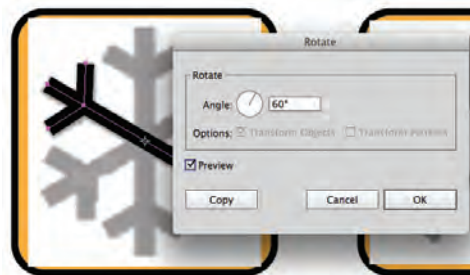 Rotate
Rotate
Angle: 60°
Options: Transform Objects Transform Patterns
Preview
Copy Cancel OK